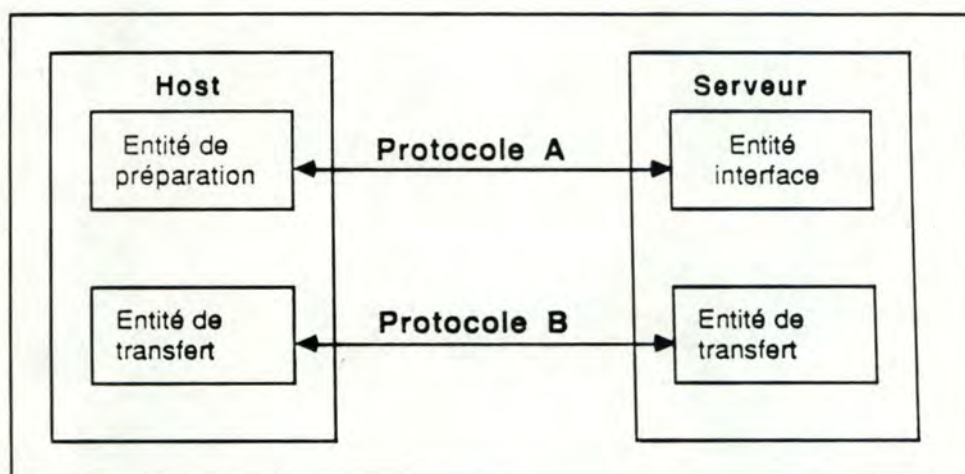 Host
Serveur
Entité de
préparation
Protocole A
Entité
interface
Entité de
transfert
Protocole B
Entité de
transfert